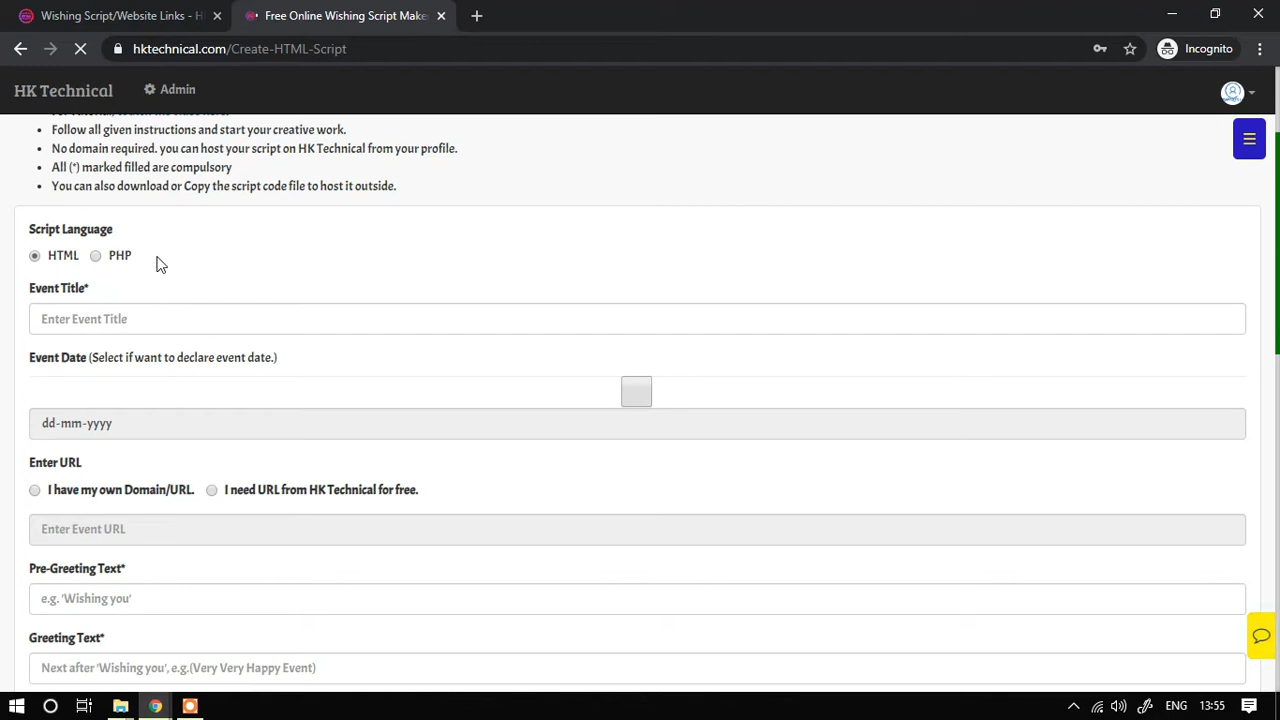 Wishing Script/Website Links - H
Free Online Wishing Script Make
hktechnical.com/Create-HTML-Script
Incognito
HK Technical
Admin
Follow all given instructions and start your creative work.
No domain required. you can host your script on HK Technical from your profile.
All (*) marked filled are compulsory
You can also download or Copy the script code file to host it outside.
Script Language
HTML PHP
Event Title*
Enter Event Title
Event Date (Select if want to declare event date.)
dd-mm-yyyy
Enter URL
I have my own Domain/URL. I need URL from HK Technical for free.
Enter Event URL
Pre-Greeting Text*
e.g. 'Wishing you'
Greeting Text*
Next after 'Wishing you', e.g.(Very Very Happy Event)
ENG 13:55